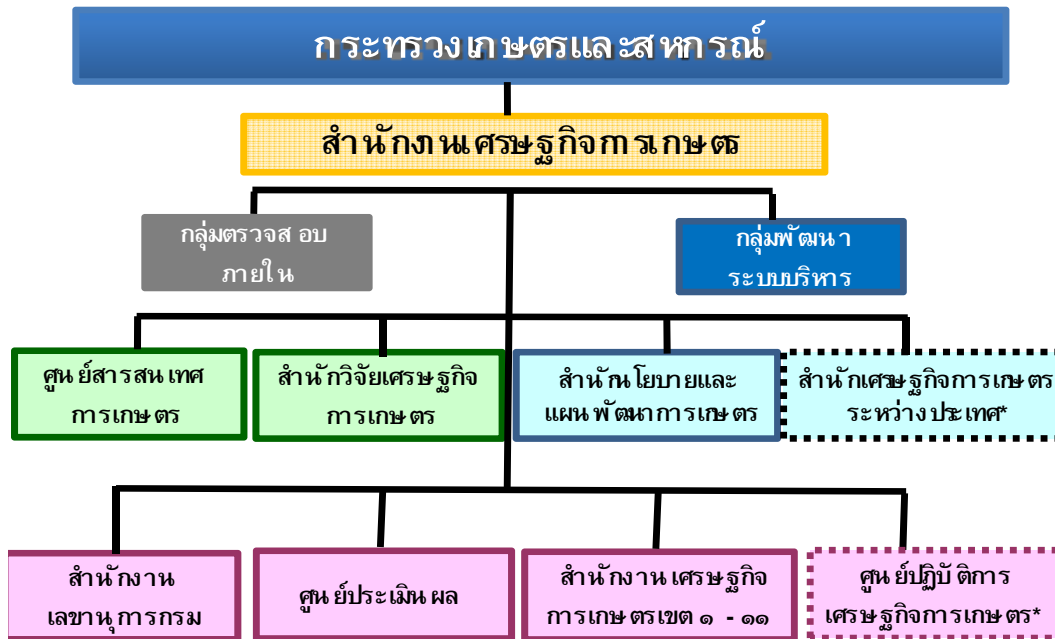 กระทรวงเกษตรและสหกรณ์
สำนักงานเศรษฐกิจการเกษตร
กลุ่มตรวจสอบ
ภายใน
กลุ่มพัฒนา
ระบบบริหาร
ศูนย์สารสนเทศ
การเกษตร
สำนักวิจัยเศรษฐกิจ
การเกษตร
สำนักนโยบายและ
แผนพัฒนาการเกษตร
สำนักเศรษฐกิจการเกษตร
ระหว่างประเทศ*
สำนักงาน
เลขานุการกรม
ศูนย์ประเมินผล
สำนักงานเศรษฐกิจ
การเกษตรเขต ๑ - ๑๑
ศูนย์ปฏิบัติการ
เศรษฐกิจการเกษตร*